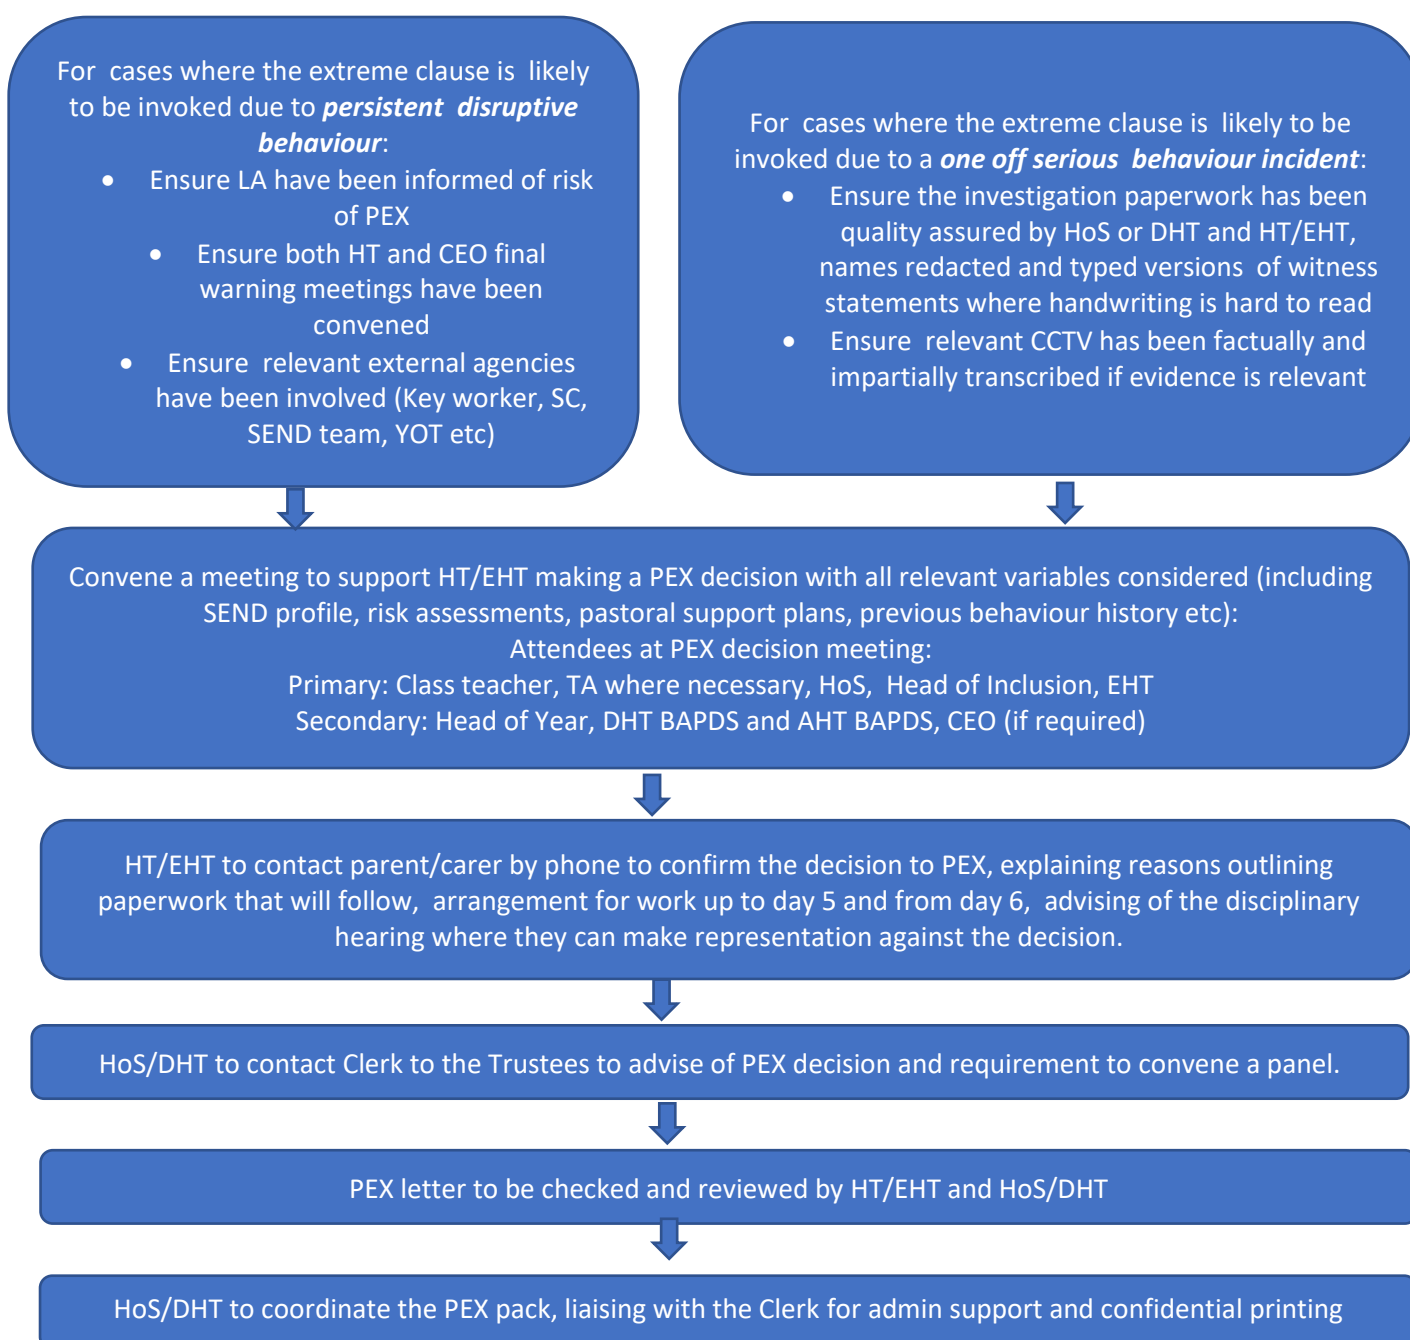 For cases where the extreme clause is likely
to be invoked due to persistent disruptive
behaviour:
• Ensure LA have been informed of risk
of PEX
• Ensure both HT and CEO final
warning meetings have been
convened
• Ensure relevant external agencies
have been involved (Key worker, SC,
SEND team, YOT etc)
For cases where the extreme clause is likely to be
invoked due to a one off serious behaviour incident:
• Ensure the investigation paperwork has been
quality assured by HoS or DHT and HT/EHT,
names redacted and typed versions of witness
statements where handwriting is hard to read
• Ensure relevant CCTV has been factually and
impartially transcribed if evidence is relevant
Convene a meeting to support HT/EHT making a PEX decision with all relevant variables considered (including
SEND profile, risk assessments, pastoral support plans, previous behaviour history etc):
Attendees at PEX decision meeting:
Primary: Class teacher, TA where necessary, HoS, Head of Inclusion, EHT
Secondary: Head of Year, DHT BAPDS and AHT BAPDS, CEO (if required)
HT/EHT to contact parent/carer by phone to confirm the decision to PEX, explaining reasons outlining
paperwork that will follow, arrangement for work up to day 5 and from day 6, advising of the disciplinary
hearing where they can make representation against the decision.
HoS/DHT to contact Clerk to the Trustees to advise of PEX decision and requirement to convene a panel.
PEX letter to be checked and reviewed by HT/EHT and HoS/DHT
HoS/DHT to coordinate the PEX pack, liaising with the Clerk for admin support and confidential printing